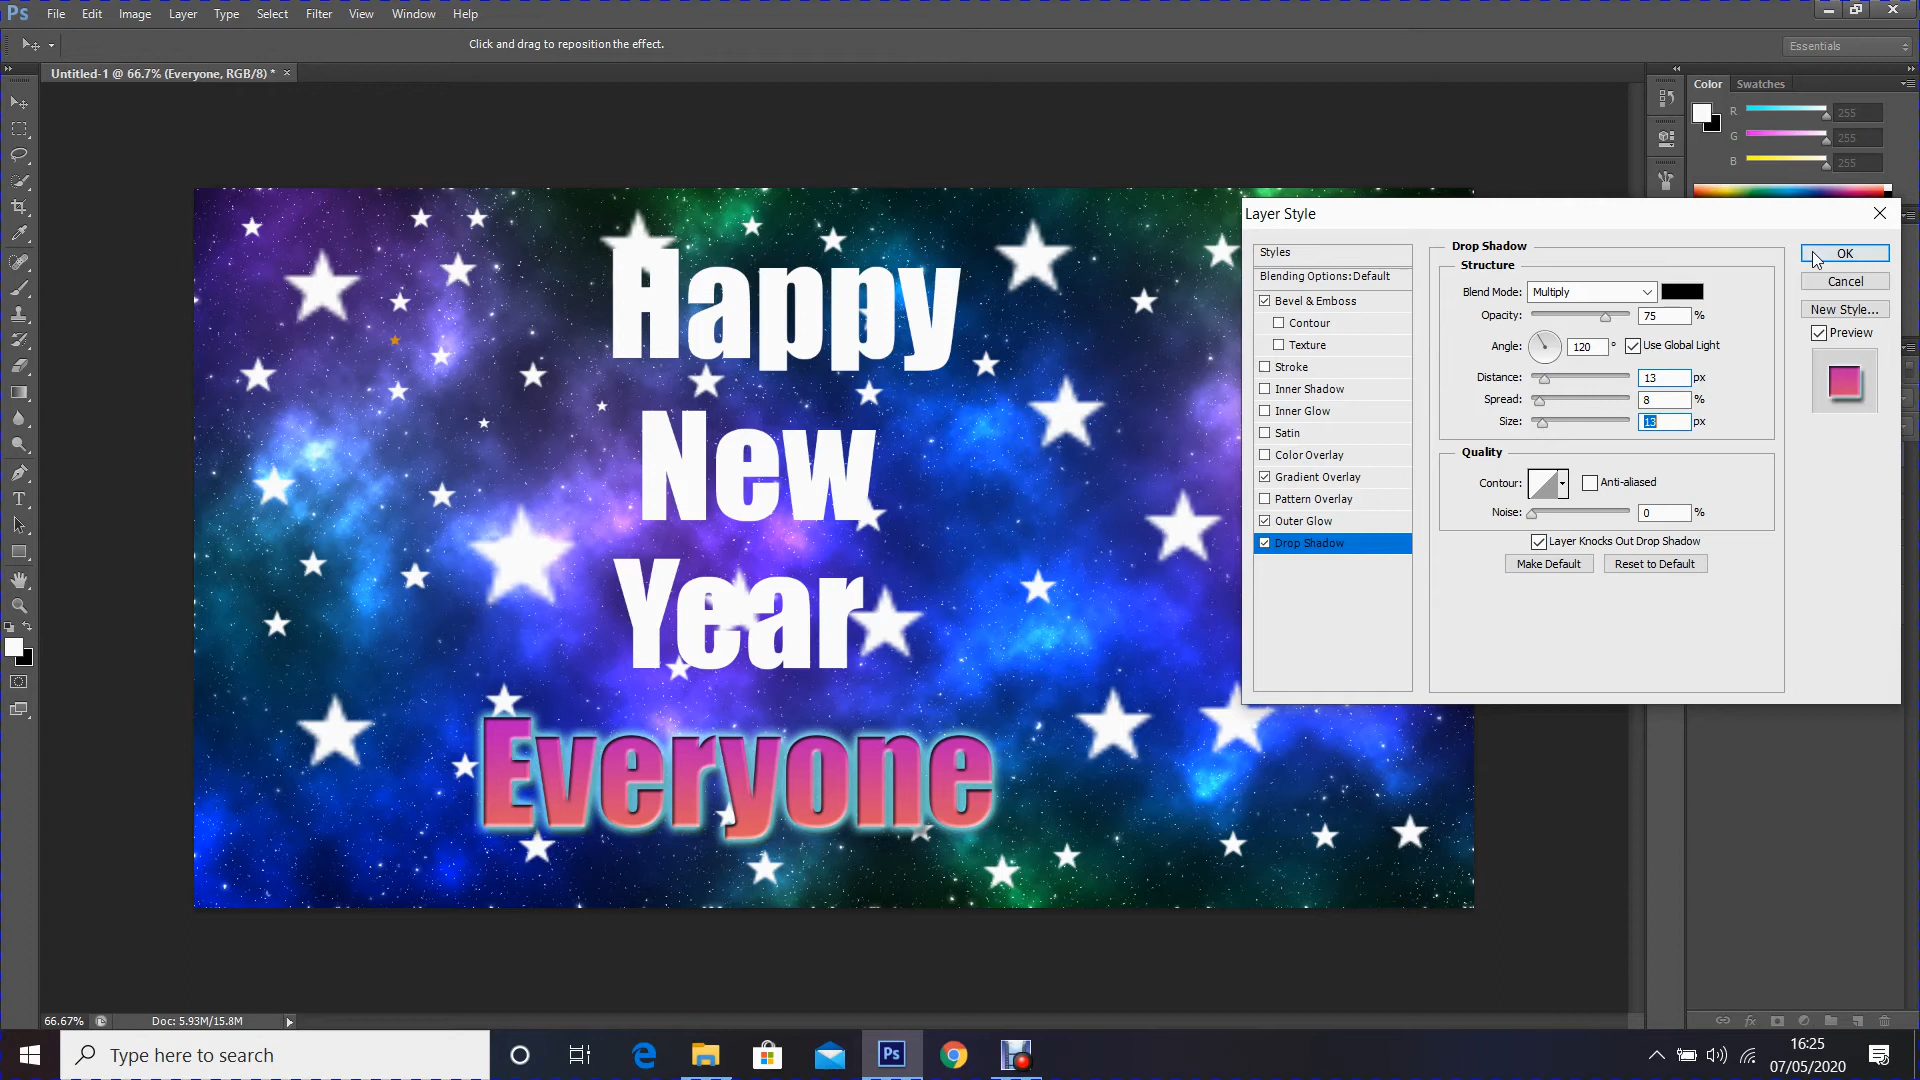 Ps File Edit Image Layer Type Select Filter View Window Help
Click and drag to reposition the effect.
Essentials
Untitled-1 @ 66.7% (Everyone, RGB/8) *
Color Swatches
R 255
G 255
B 255
Happy
New
Year
Everyone
Layer Style
Styles
Blending Options: Default
Bevel & Emboss
Contour
Texture
Stroke
Inner Shadow
Inner Glow
Satin
Color Overlay
Gradient Overlay
Pattern Overlay
Outer Glow
Drop Shadow
Drop Shadow
Structure
Blend Mode: Multiply
Opacity: 75 %
Angle: 120 ° Use Global Light
Distance: 13 px
Spread: 8 %
Size: 13 px
Quality
Contour: Anti-aliased
Noise: 0 %
Layer Knocks Out Drop Shadow
Make Default Reset to Default
OK
Cancel
New Style...
Preview
66.67% Doc: 5.93M/15.8M
Type here to search
Ps
16:25
07/05/2020